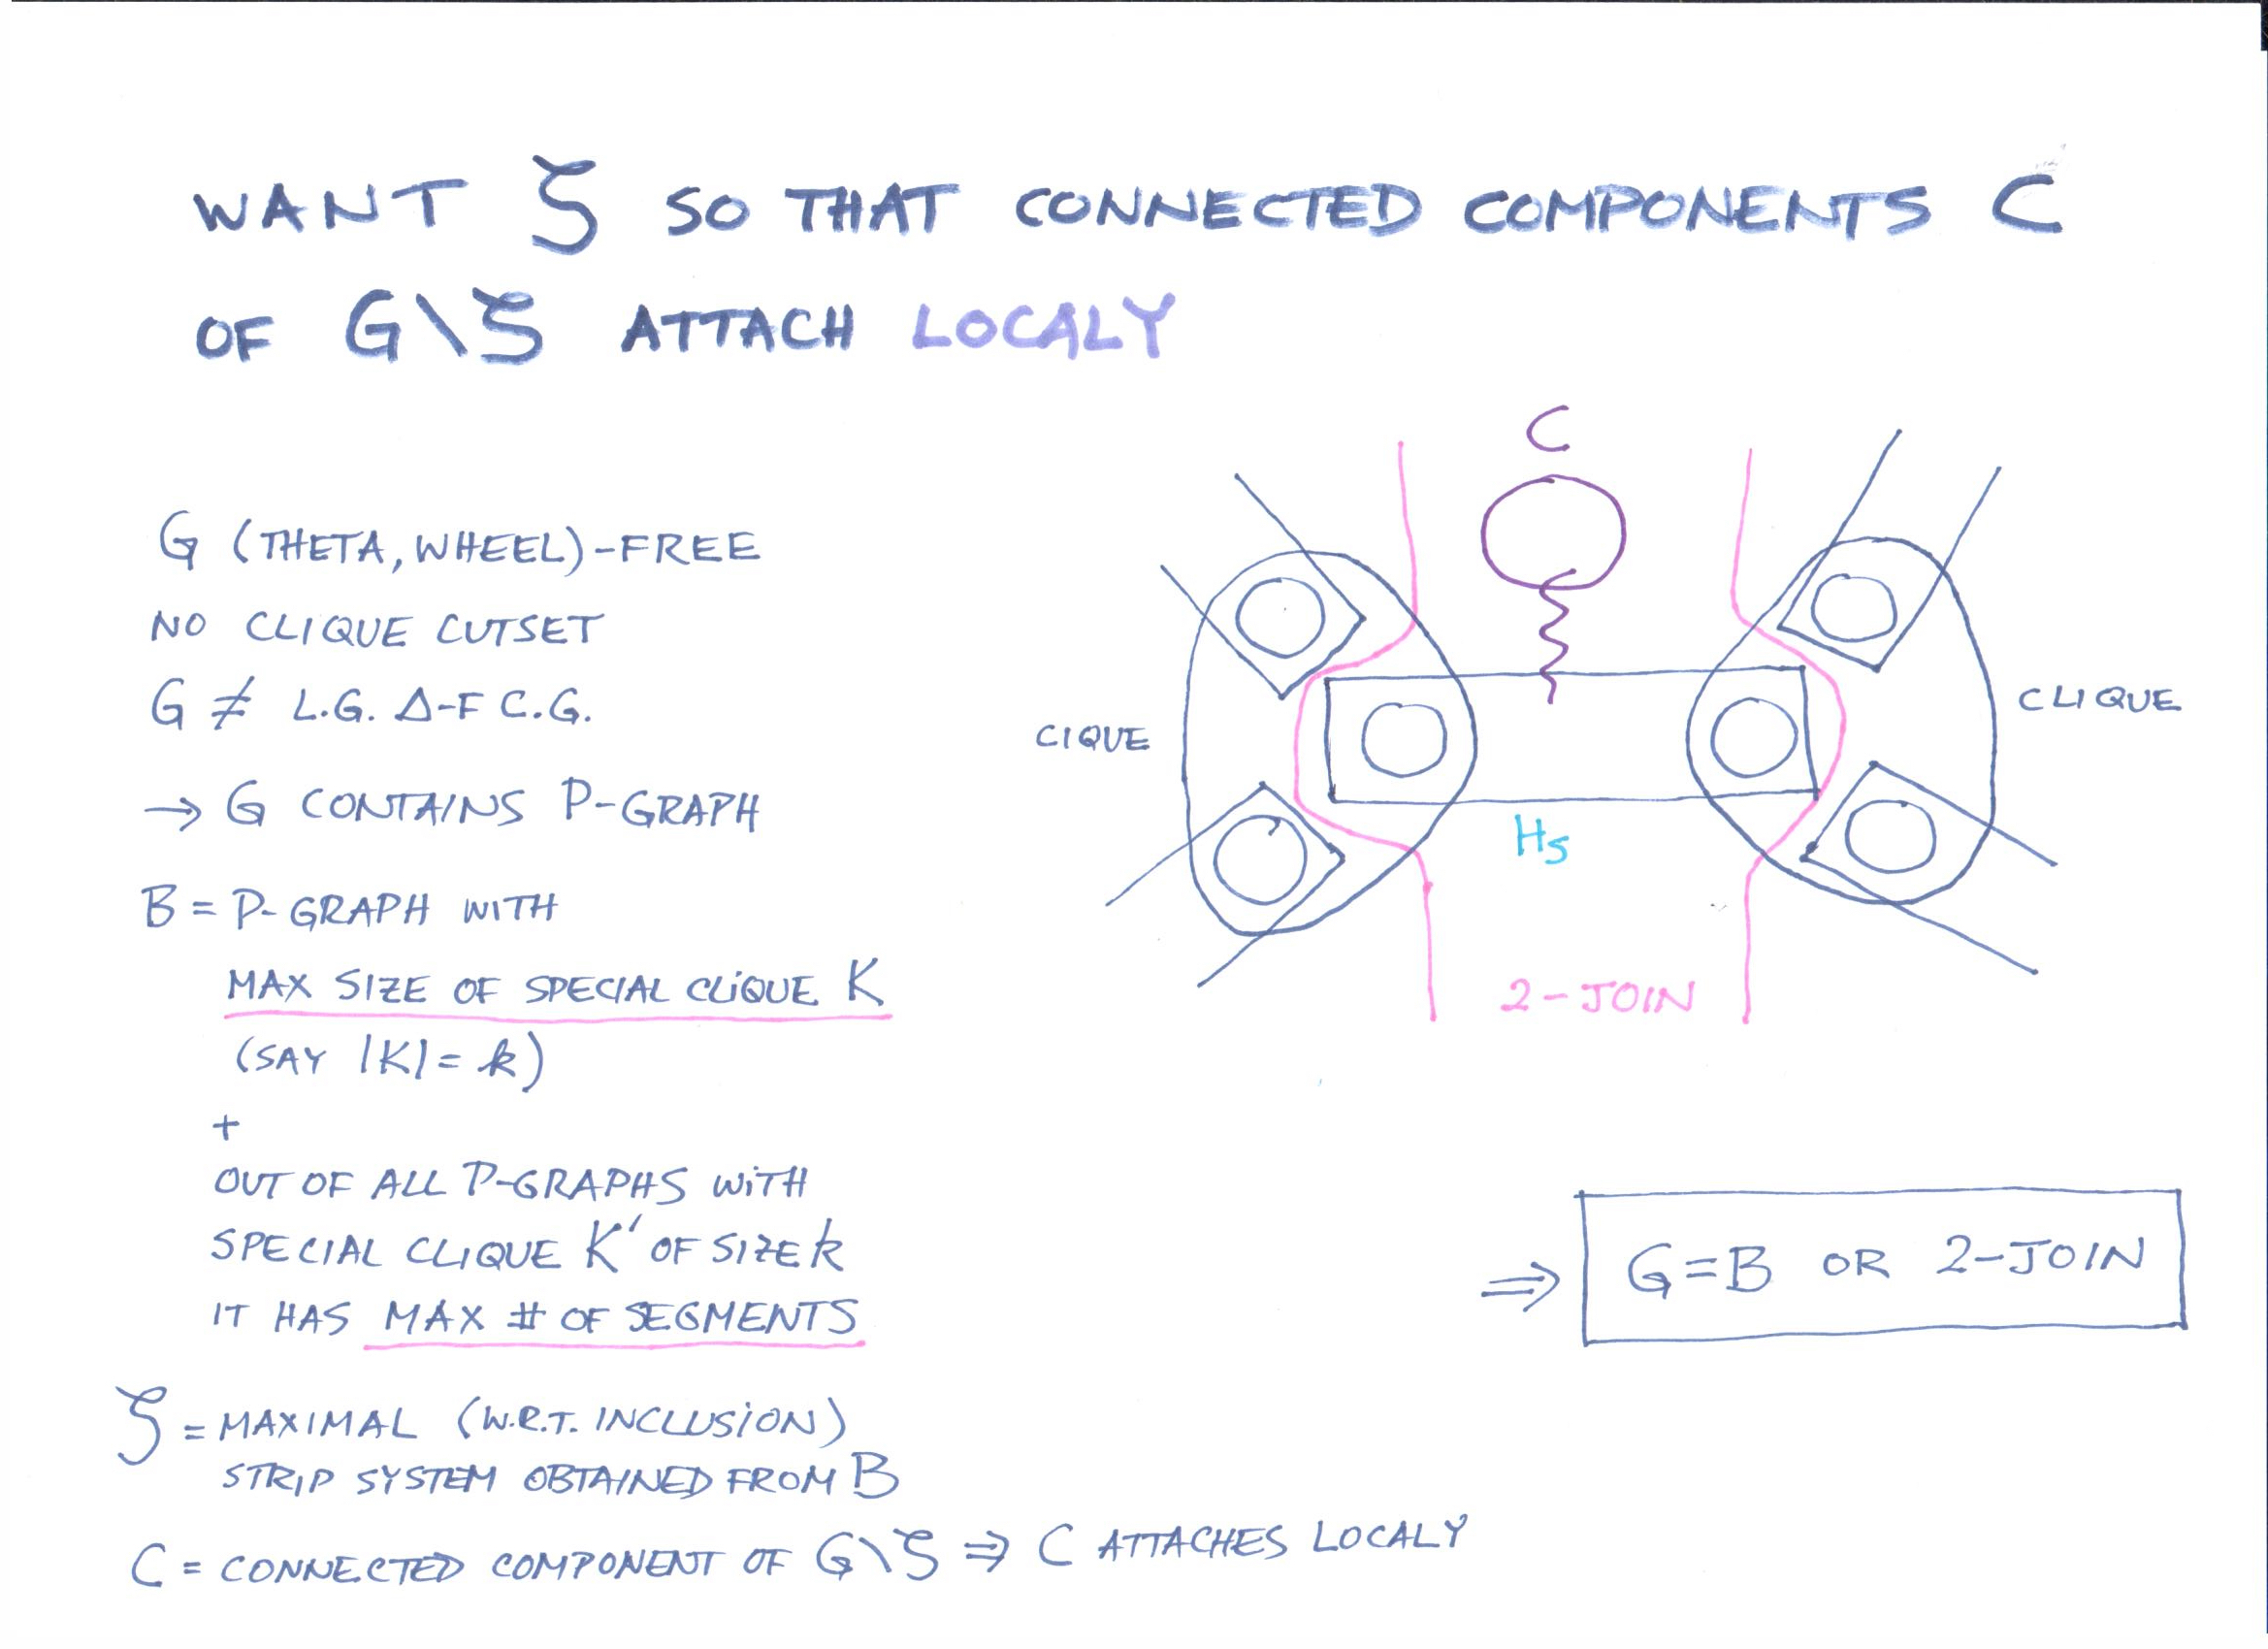 WANT S SO THAT CONNECTED COMPONENTS C
OF G\S ATTACH LOCALY
G (THETA, WHEEL)-FREE
NO CLIQUE CUTSET
G ≠ L.G. Δ-F C.G.
→ G CONTAINS P-GRAPH
B = P-GRAPH WITH
MAX SIZE OF SPECIAL CLIQUE K
(SAY |K| = k)
+
OUT OF ALL P-GRAPHS WITH
SPECIAL CLIQUE K' OF SIZE k
IT HAS MAX # OF SEGMENTS
S = MAXIMAL (W.R.T. INCLUSION)
STRIP SYSTEM OBTAINED FROM B
C = CONNECTED COMPONENT OF G\S ⇒ C ATTACHES LOCALY
C
CIQUE
CLIQUE
H_S
2-JOIN
⇒ G=B OR 2-JOIN